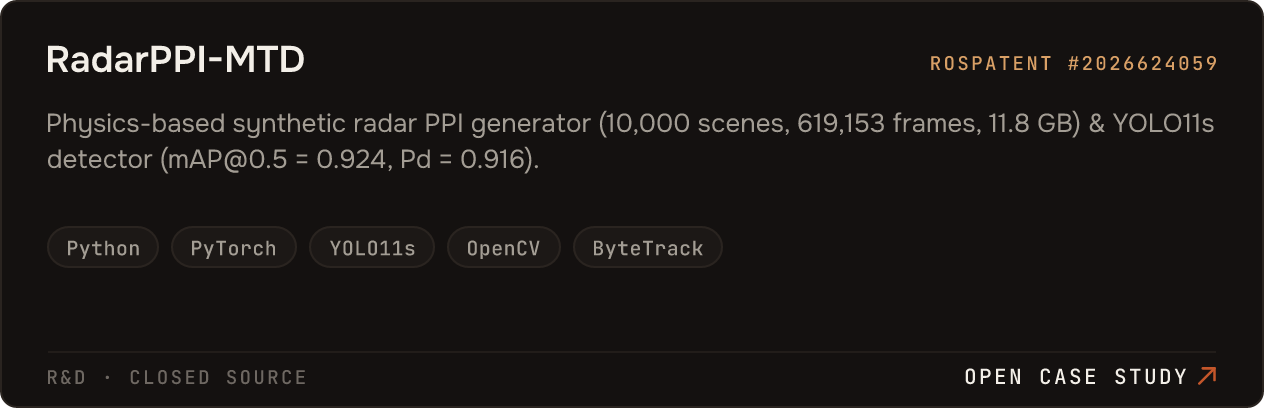 RadarPPI-MTD
ROSPATENT #2026624059
Physics-based synthetic radar PPI generator (10,000 scenes, 619,153 frames, 11.8 GB) & YOLO11s
detector (mAP@0.5 = 0.924, Pd = 0.916).
Python PyTorch YOLO11s OpenCV ByteTrack
R&D · CLOSED SOURCE
OPEN CASE STUDY ↗